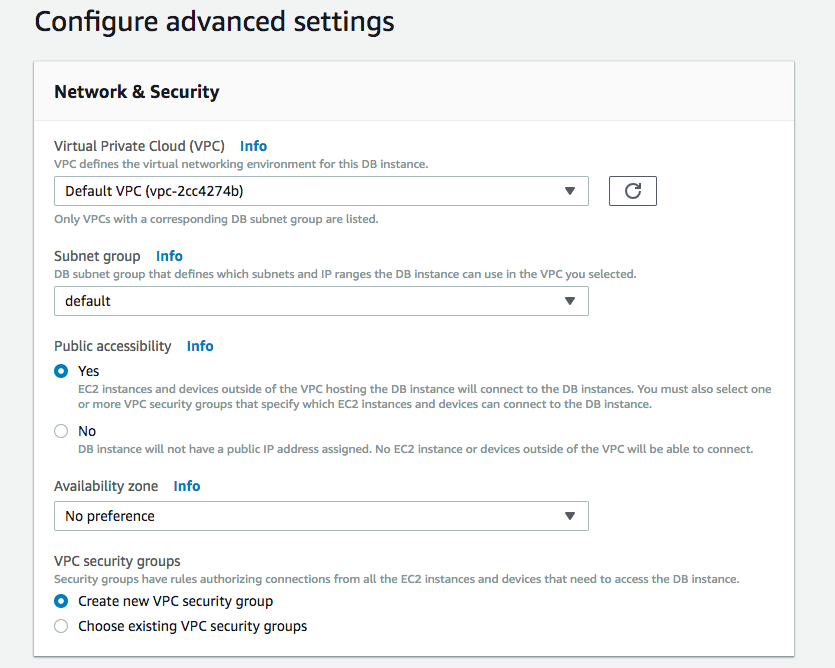 Configure advanced settings
Network & Security
Virtual Private Cloud (VPC) Info
VPC defines the virtual networking environment for this DB instance.
Default VPC (vpc-2cc4274b)
Only VPCs with a corresponding DB subnet group are listed.
Subnet group Info
DB subnet group that defines which subnets and IP ranges the DB instance can use in the VPC you selected.
default
Public accessibility Info
Yes
EC2 instances and devices outside of the VPC hosting the DB instance will connect to the DB instances. You must also select one
or more VPC security groups that specify which EC2 instances and devices can connect to the DB instance.
No
DB instance will not have a public IP address assigned. No EC2 instance or devices outside of the VPC will be able to connect.
Availability zone Info
No preference
VPC security groups
Security groups have rules authorizing connections from all the EC2 instances and devices that need to access the DB instance.
Create new VPC security group
Choose existing VPC security groups